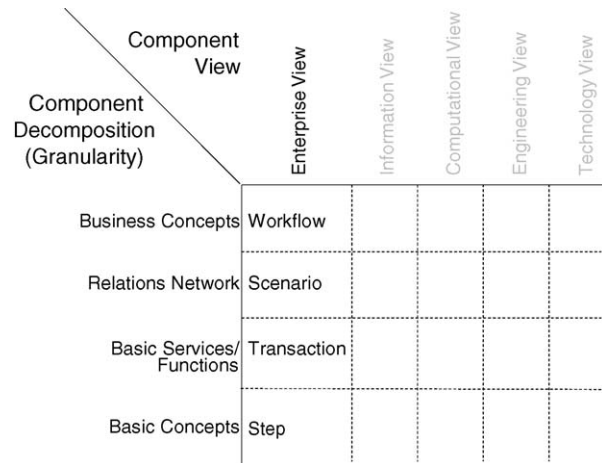 Component
View
Component
Decomposition
(Granularity)
Enterprise View
Information View
Computational View
Engineering View
Technology View
Business Concepts Workflow
Relations Network Scenario
Basic Services/ Transaction
Functions
Basic Concepts Step